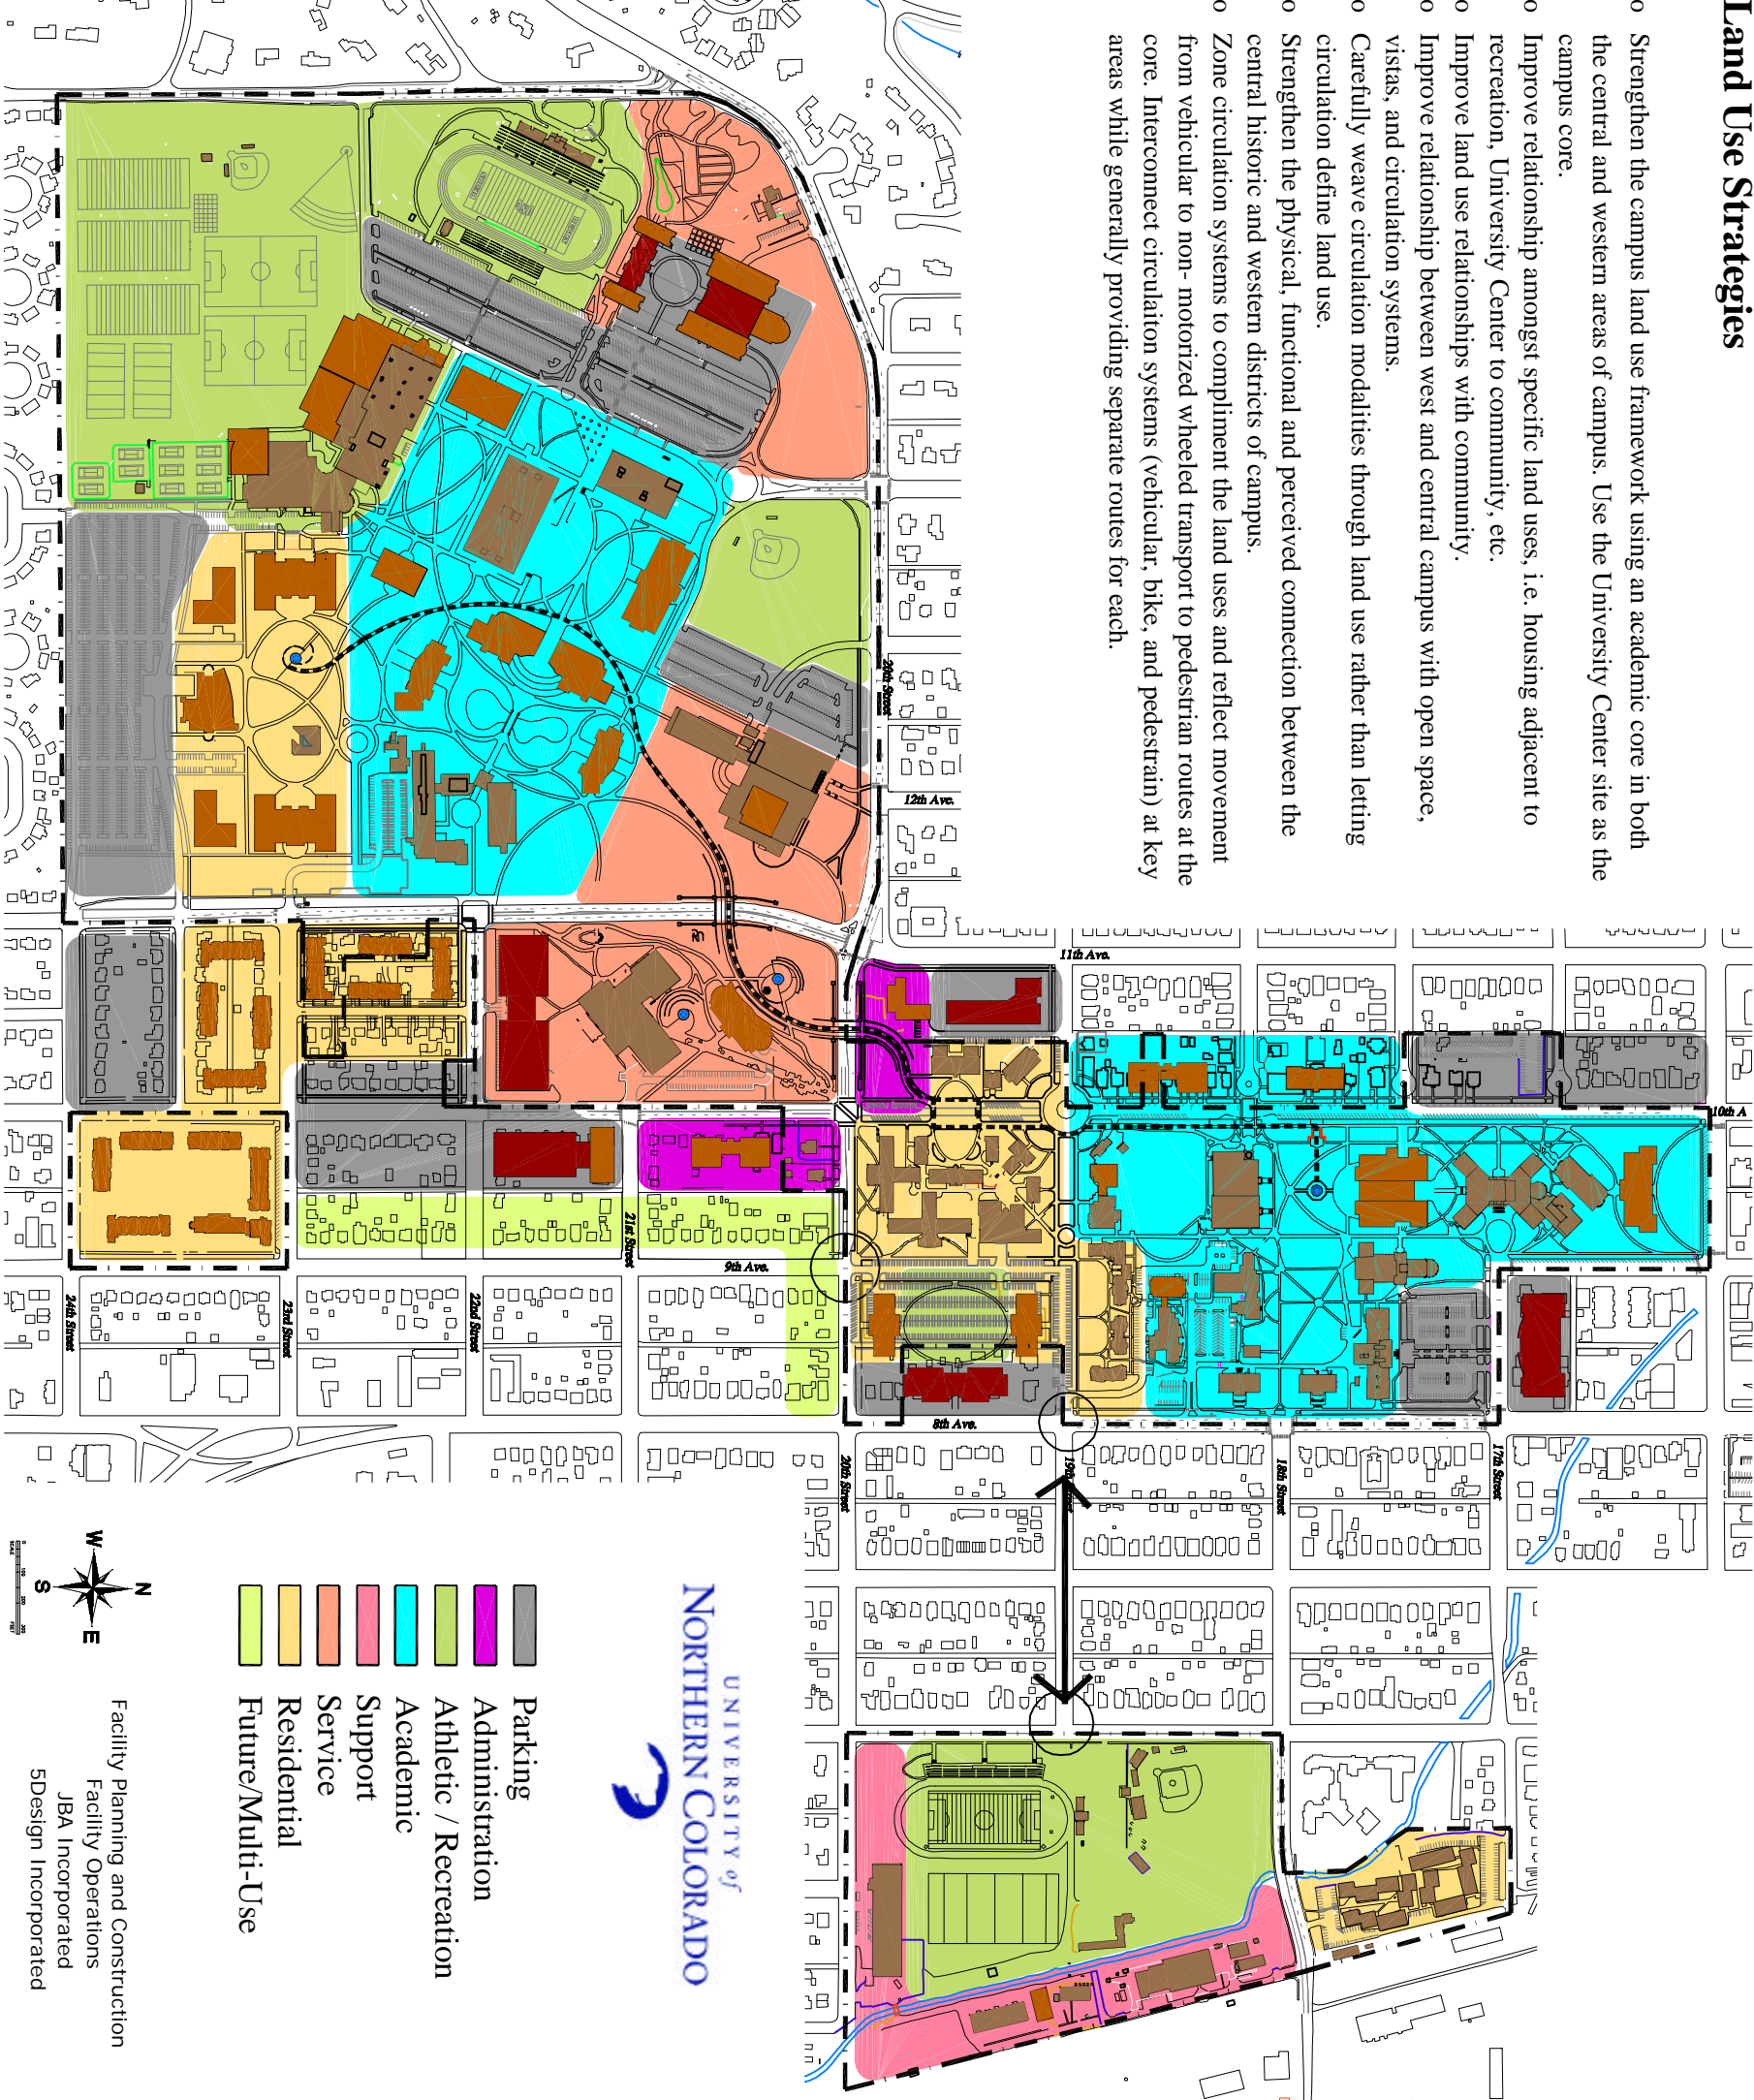 Land Use Strategies
o Strengthen the campus land use framework using an academic core in both
the central and western areas of campus. Use the University Center site as the
campus core.
o Improve relationship amongst specific land uses, i.e. housing adjacent to
recreation, University Center to community, etc.
o Improve land use relationships with community.
o Improve relationship between west and central campus with open space,
vistas, and circulation systems.
o Carefully weave circulation modalities through land use rather than letting
circulation define land use.
o Strengthen the physical, functional and perceived connection between the
central historic and western districts of campus.
o Zone circulation systems to compliment the land uses and reflect movement
from vehicular to non- motorized wheeled transport to pedestrian routes at the
core. Interconnect circulaiton systems (vehicular, bike, and pedestrain) at key
areas while generally providing separate routes for each.
20th Street
12th Ave.
11th Ave.
10th A
21st Street
9th Ave.
24th Street
23rd Street
22nd Street
8th Ave.
20th Street
19th Street
18th Street
17th Street
UNIVERSITY of
NORTHERN COLORADO
Parking
Administration
Athletic / Recreation
Academic
Support
Service
Residential
Future/Multi-Use
N
W
E
S
0 100 200 300
SCALE FEET
Facility Planning and Construction
Facility Operations
JBA Incorporated
5Design Incorporated